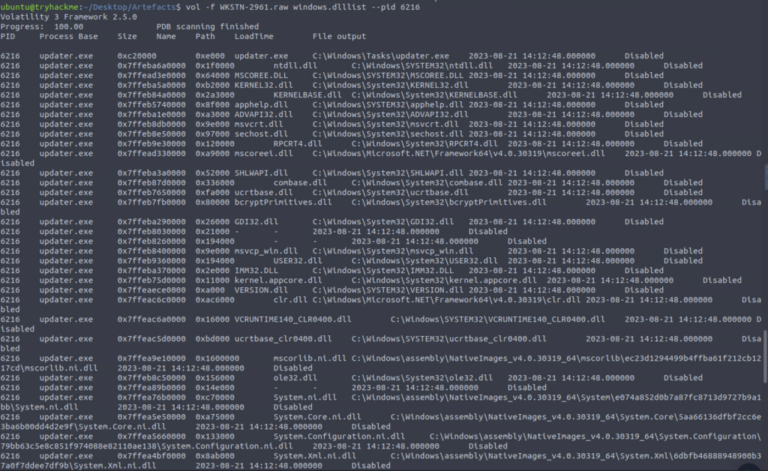 ubuntu@tryhackme:~/Desktop/Artefacts$ vol -f WKSTN-2961.raw windows.dlllist --pid 6216
Volatility 3 Framework 2.5.0
Progress:  100.00               PDB scanning finished
PID     Process Base    Size    Name    Path    LoadTime        File output
6216    updater.exe     0xc20000        0xe000  updater.exe     C:\Windows\Tasks\updater.exe    2023-08-21 14:12:48.000000      Disabled
6216    updater.exe     0x7ffeba6a0000  0x1f0000        ntdll.dll       C:\Windows\SYSTEM32\ntdll.dll   2023-08-21 14:12:48.000000      Disabled
6216    updater.exe     0x7ffead3e0000  0x64000 MSCOREE.DLL     C:\Windows\SYSTEM32\MSCOREE.DLL 2023-08-21 14:12:48.000000      Disabled
6216    updater.exe     0x7ffeba5a0000  0xb2000 KERNEL32.dll    C:\Windows\System32\KERNEL32.dll        2023-08-21 14:12:48.000000      Disabled
6216    updater.exe     0x7ffeb84a0000  0x2a3000        KERNELBASE.dll  C:\Windows\System32\KERNELBASE.dll      2023-08-21 14:12:48.000000      Disabled
6216    updater.exe     0x7ffeb5740000  0x8f000 apphelp.dll     C:\Windows\SYSTEM32\apphelp.dll 2023-08-21 14:12:48.000000      Disabled
6216    updater.exe     0x7ffeba1e0000  0xa3000 ADVAPI32.dll    C:\Windows\System32\ADVAPI32.dll        2023-08-21 14:12:48.000000      Disabled
6216    updater.exe     0x7ffeb8db0000  0x9e000 msvcrt.dll      C:\Windows\System32\msvcrt.dll  2023-08-21 14:12:48.000000      Disabled
6216    updater.exe     0x7ffeb8e50000  0x97000 sechost.dll     C:\Windows\System32\sechost.dll 2023-08-21 14:12:48.000000      Disabled
6216    updater.exe     0x7ffeb9e30000  0x120000        RPCRT4.dll      C:\Windows\System32\RPCRT4.dll  2023-08-21 14:12:48.000000      Disabled
6216    updater.exe     0x7ffead330000  0xa9000 mscoreei.dll    C:\Windows\Microsoft.NET\Framework64\v4.0.30319\mscoreei.dll    2023-08-21 14:12:48.000000 D
isabled
6216    updater.exe     0x7ffeba3a0000  0x52000 SHLWAPI.dll     C:\Windows\System32\SHLWAPI.dll 2023-08-21 14:12:48.000000      Disabled
6216    updater.exe     0x7ffeb87d0000  0x336000        combase.dll     C:\Windows\System32\combase.dll 2023-08-21 14:12:48.000000      Disabled
6216    updater.exe     0x7ffeb7650000  0xfa000 ucrtbase.dll    C:\Windows\System32\ucrtbase.dll        2023-08-21 14:12:48.000000      Disabled
6216    updater.exe     0x7ffeb7fb0000  0x80000 bcryptPrimitives.dll    C:\Windows\System32\bcryptPrimitives.dll        2023-08-21 14:12:48.000000      Disa
bled
6216    updater.exe     0x7ffeba290000  0x26000 GDI32.dll       C:\Windows\System32\GDI32.dll   2023-08-21 14:12:48.000000      Disabled
6216    updater.exe     0x7ffeb8030000  0x21000 -       -       2023-08-21 14:12:48.000000      Disabled
6216    updater.exe     0x7ffeb8260000  0x194000        -       -       2023-08-21 14:12:48.000000      Disabled
6216    updater.exe     0x7ffeb8400000  0x9e000 msvcp_win.dll   C:\Windows\System32\msvcp_win.dll       2023-08-21 14:12:48.000000      Disabled
6216    updater.exe     0x7ffeb9360000  0x194000        USER32.dll      C:\Windows\System32\USER32.dll  2023-08-21 14:12:48.000000      Disabled
6216    updater.exe     0x7ffeba370000  0x2e000 IMM32.DLL       C:\Windows\System32\IMM32.DLL   2023-08-21 14:12:48.000000      Disabled
6216    updater.exe     0x7ffeb75d0000  0x11000 kernel.appcore.dll      C:\Windows\System32\kernel.appcore.dll  2023-08-21 14:12:48.000000      Disabled
6216    updater.exe     0x7ffeaece0000  0xa000  VERSION.dll     C:\Windows\SYSTEM32\VERSION.dll 2023-08-21 14:12:48.000000      Disabled
6216    updater.exe     0x7ffeac6c0000  0xac6000        clr.dll C:\Windows\Microsoft.NET\Framework64\v4.0.30319\clr.dll 2023-08-21 14:12:48.000000      Disa
bled
6216    updater.exe     0x7ffeac6a0000  0x16000 VCRUNTIME140_CLR0400.dll        C:\Windows\SYSTEM32\VCRUNTIME140_CLR0400.dll    2023-08-21 14:12:48.000000 D
isabled
6216    updater.exe     0x7ffeac5d0000  0xbd000 ucrtbase_clr0400.dll    C:\Windows\SYSTEM32\ucrtbase_clr0400.dll        2023-08-21 14:12:48.000000      Disa
bled
6216    updater.exe     0x7ffea9e10000  0x1600000       mscorlib.ni.dll C:\Windows\assembly\NativeImages_v4.0.30319_64\mscorlib\ec23d1294499b4ffba61f212cb12
17cd\mscorlib.ni.dll    2023-08-21 14:12:48.000000      Disabled
6216    updater.exe     0x7ffeb8c50000  0x156000        ole32.dll       C:\Windows\System32\ole32.dll   2023-08-21 14:12:48.000000      Disabled
6216    updater.exe     0x7ffea89b0000  0x14e000        -       -       2023-08-21 14:12:48.000000      Disabled
6216    updater.exe     0x7ffea76b0000  0xc70000        System.ni.dll   C:\Windows\assembly\NativeImages_v4.0.30319_64\System\e074a852d0b7a87fc8713d9727b9a1
bb\System.ni.dll        2023-08-21 14:12:48.000000      Disabled
6216    updater.exe     0x7ffea5e50000  0xa75000        System.Core.ni.dll      C:\Windows\assembly\NativeImages_v4.0.30319_64\System.Core\5aa66136dfbf2cc6e
3ba6b00dd4d2e9f\System.Core.ni.dll      2023-08-21 14:12:48.000000      Disabled
6216    updater.exe     0x7ffea5660000  0x133000        System.Configuration.ni.dll     C:\Windows\assembly\NativeImages_v4.0.30319_64\System.Configuration\
79bb63c5e8c851f974088e82110ae138\System.Configuration.ni.dll    2023-08-21 14:12:48.000000      Disabled
6216    updater.exe     0x7ffea4bf0000  0x8ab000        System.Xml.ni.dll       C:\Windows\assembly\NativeImages_v4.0.30319_64\System.Xml\6dbfb46888948900b3
7a0f7ddee7df9b\System.Xml.ni.dll        2023-08-21 14:12:48.000000      Disabled